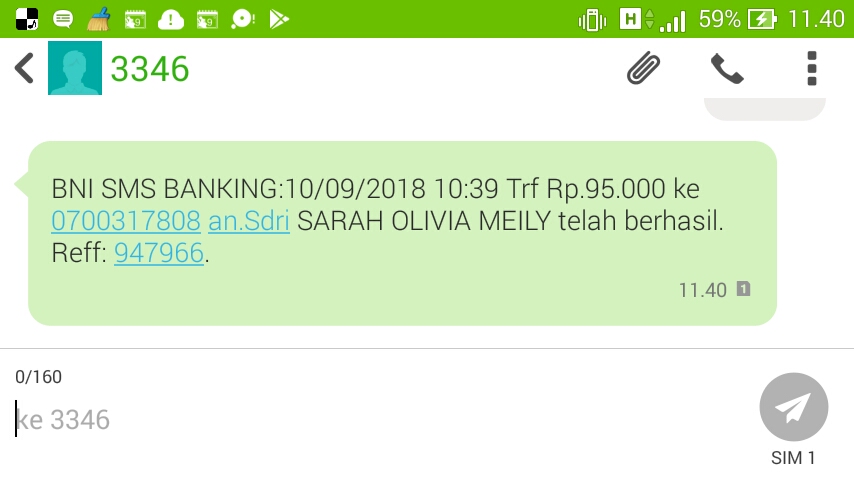 59% 11.40
3346
BNI SMS BANKING:10/09/2018 10:39 Trf Rp.95.000 ke
0700317808 an.Sdri SARAH OLIVIA MEILY telah berhasil.
Reff: 947966.
11.40 1
0/160
ke 3346
SIM 1